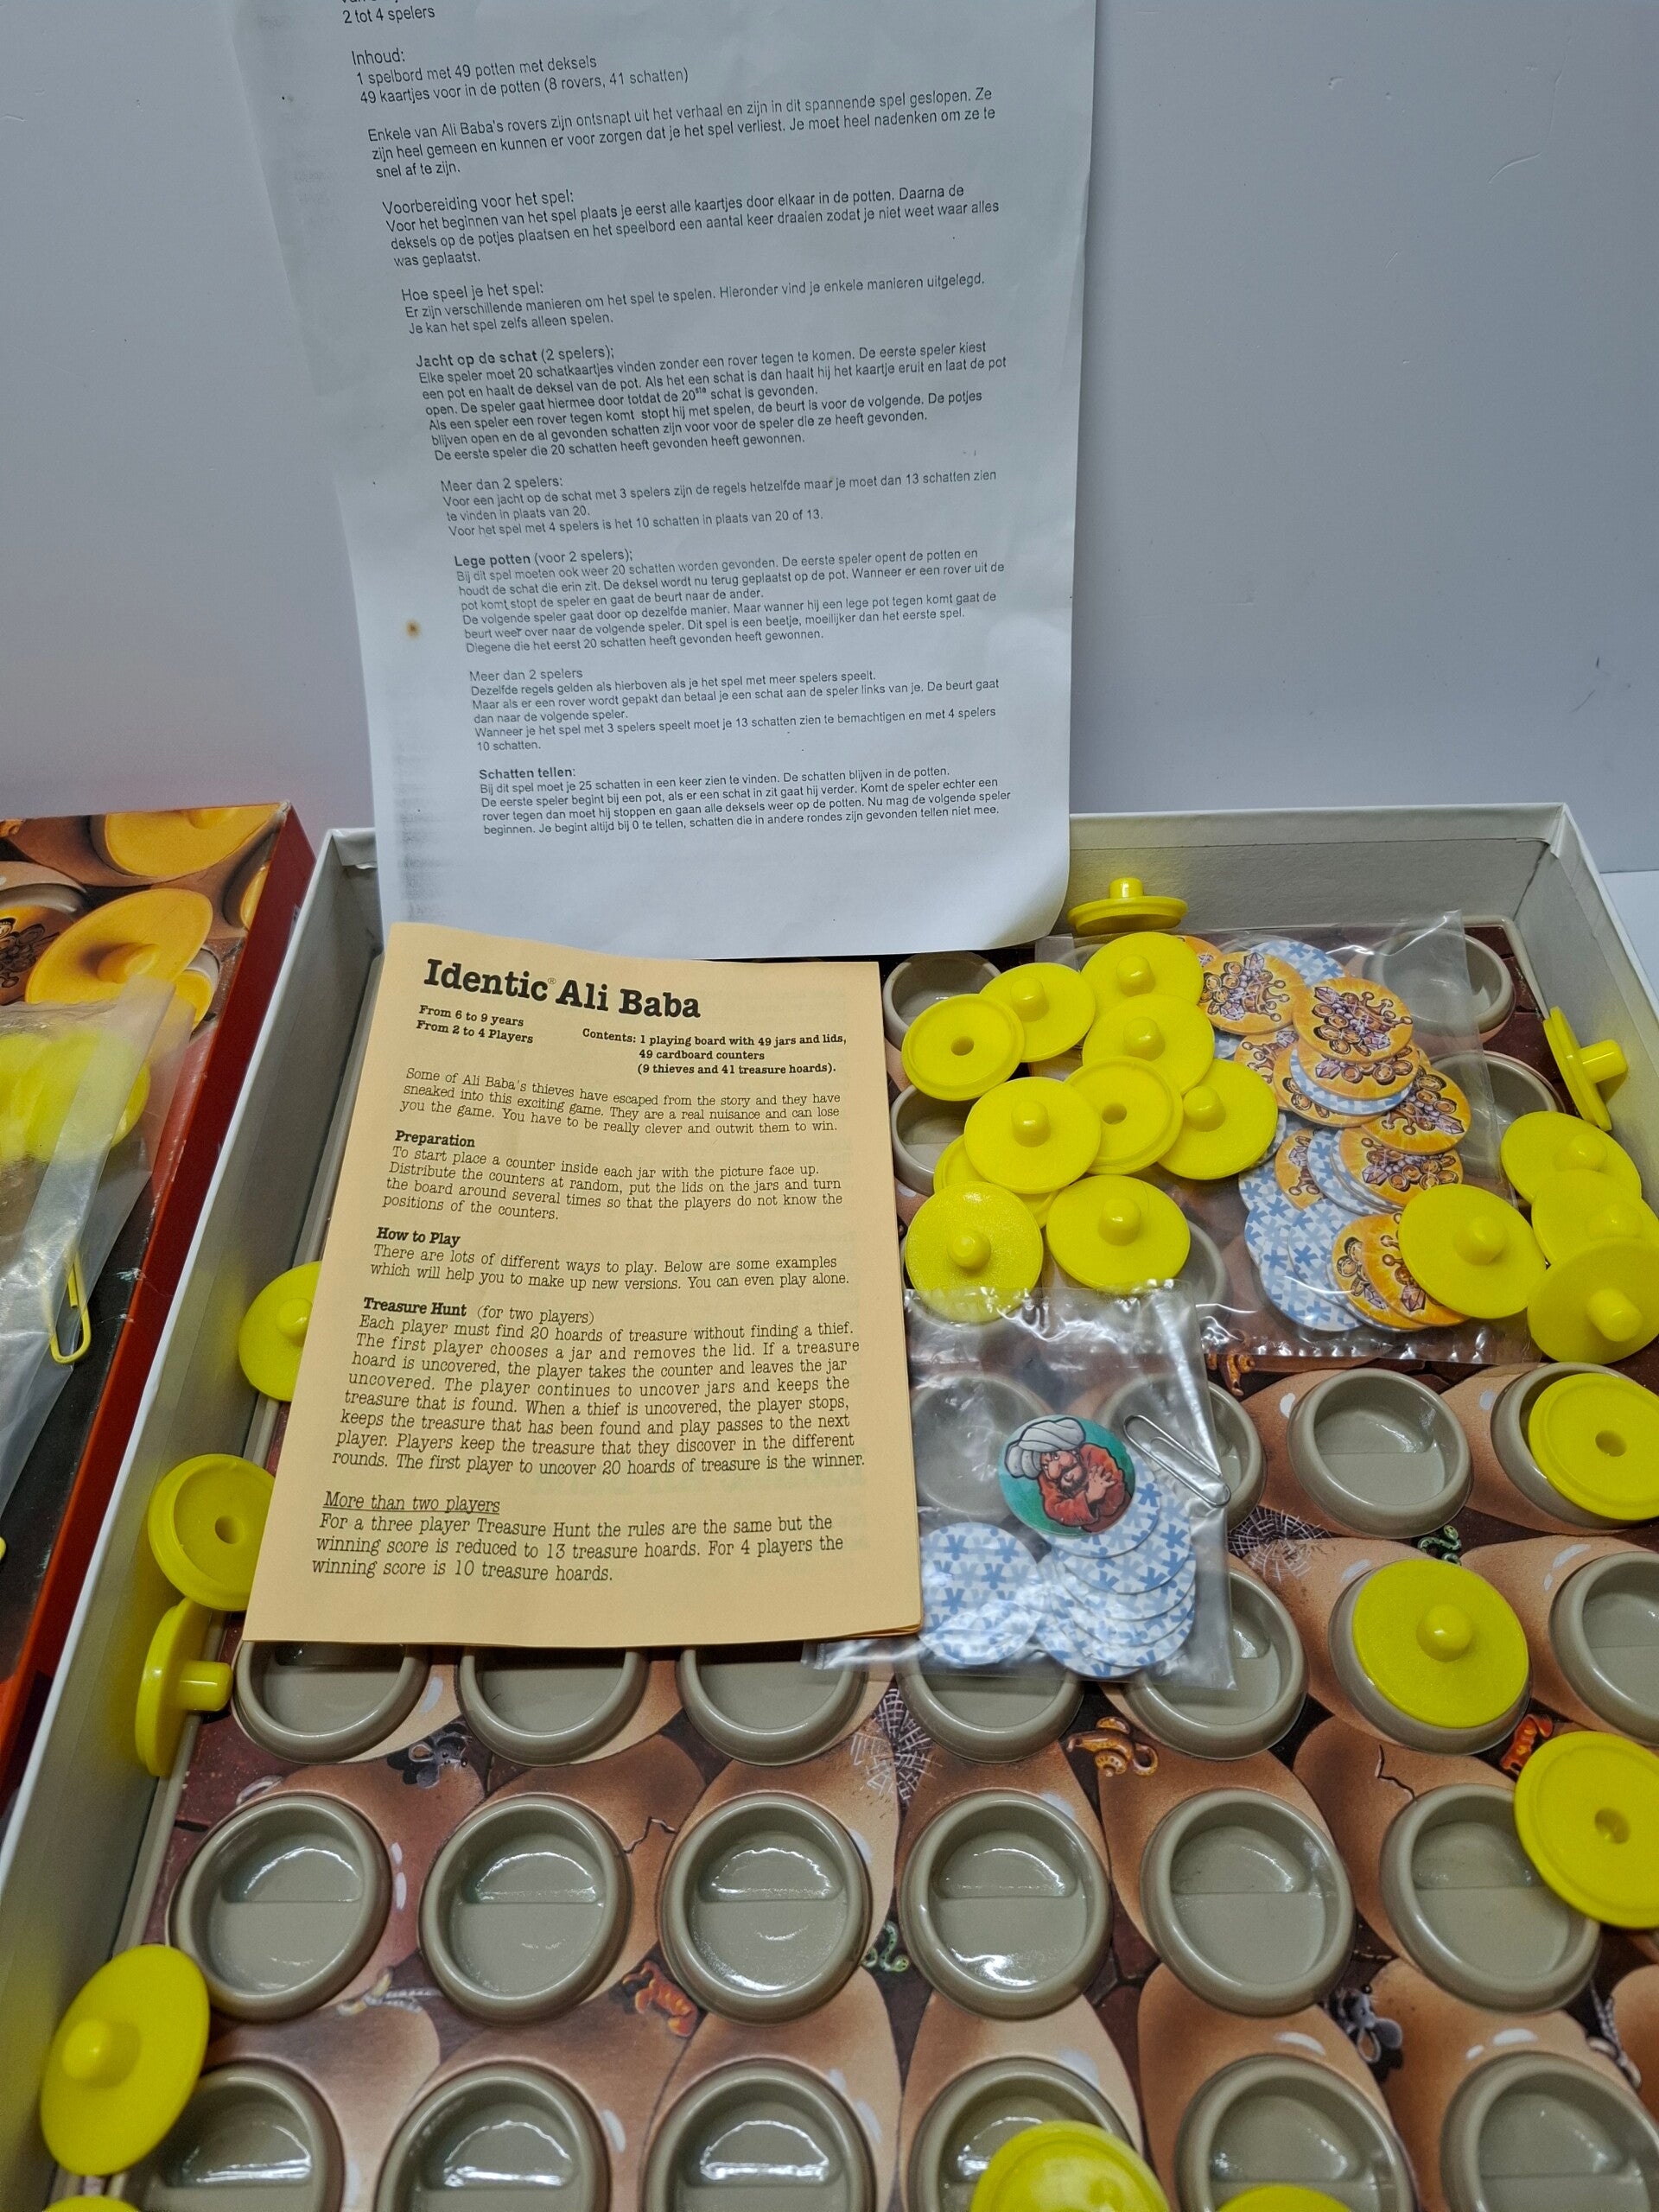 2 tot 4 spelers
Inhoud:
1 spelbord met 49 potten met deksels
49 kaartjes voor in de potten (8 rovers, 41 schatten)
Enkele van Ali Baba's rovers zijn ontsnapt uit het verhaal en zijn in dit spannende spel geslopen. Ze
zijn heel gemeen en kunnen er voor zorgen dat je het spel verliest. Je moet heel nadenken om ze te
snel af te zijn.
Voorbereiding voor het spel:
Voor het beginnen van het spel plaats je eerst alle kaartjes door elkaar in de potten. Daarna de
deksels op de potjes plaatsen en het speelbord een aantal keer draaien zodat je niet weet waar alles
was geplaatst.
Hoe speel je het spel:
Er zijn verschillende manieren om het spel te spelen. Hieronder vind je enkele manieren uitgelegd.
Je kan het spel zelfs alleen spelen.
Jacht op de schat (2 spelers);
Elke speler moet 20 schatkaartjes vinden zonder een rover tegen te komen. De eerste speler kiest
een pot en haalt de deksel van de pot. Als het een schat is dan haalt hij het kaartje eruit en laat de pot
open. De speler gaat hiermee door totdat de 20ste schat is gevonden.
Als een speler een rover tegen komt stopt hij met spelen, de beurt is voor de volgende. De potjes
blijven open en de al gevonden schatten zijn voor voor de speler die ze heeft gevonden.
De eerste speler die 20 schatten heeft gevonden heeft gewonnen.
Meer dan 2 spelers:
Voor een jacht op de schat met 3 spelers zijn de regels hetzelfde maar je moet dan 13 schatten zien
te vinden in plaats van 20.
Voor het spel met 4 spelers is het 10 schatten in plaats van 20 of 13.
Lege potten (voor 2 spelers);
Bij dit spel moeten ook weer 20 schatten worden gevonden. De eerste speler opent de potten en
houdt de schat die erin zit. De deksel wordt nu terug geplaatst op de pot. Wanneer er een rover uit de
pot komt stopt de speler en gaat de beurt naar de ander.
De volgende speler gaat door op dezelfde manier. Maar wanner hij een lege pot tegen komt gaat de
beurt weer over naar de volgende speler. Dit spel is een beetje, moeilijker dan het eerste spel.
Diegene die het eerst 20 schatten heeft gevonden heeft gewonnen.
Meer dan 2 spelers
Dezelfde regels gelden als hierboven als je het spel met meer spelers speelt.
Maar als er een rover wordt gepakt dan betaal je een schat aan de speler links van je. De beurt gaat
dan naar de volgende speler.
Wanneer je het spel met 3 spelers speelt moet je 13 schatten zien te bemachtigen en met 4 spelers
10 schatten.
Schatten tellen:
Bij dit spel moet je 25 schatten in een keer zien te vinden. De schatten blijven in de potten.
De eerste speler begint bij een pot, als er een schat in zit gaat hij verder. Komt de speler echter een
rover tegen dan moet hij stoppen en gaan alle deksels weer op de potten. Nu mag de volgende speler
beginnen. Je begint altijd bij 0 te tellen, schatten die in andere rondes zijn gevonden tellen niet mee.
Identic® Ali Baba
From 6 to 9 years
From 2 to 4 Players
Contents: 1 playing board with 49 jars and lids,
49 cardboard counters
(9 thieves and 41 treasure hoards).
Some of Ali Baba's thieves have escaped from the story and they have
sneaked into this exciting game. They are a real nuisance and can lose
you the game. You have to be really clever and outwit them to win.
Preparation
To start place a counter inside each jar with the picture face up.
Distribute the counters at random, put the lids on the jars and turn
the board around several times so that the players do not know the
positions of the counters.
How to Play
There are lots of different ways to play. Below are some examples
which will help you to make up new versions. You can even play alone.
Treasure Hunt (for two players)
Each player must find 20 hoards of treasure without finding a thief.
The first player chooses a jar and removes the lid. If a treasure
hoard is uncovered, the player takes the counter and leaves the jar
uncovered. The player continues to uncover jars and keeps the
treasure that is found. When a thief is uncovered, the player stops,
keeps the treasure that has been found and play passes to the next
player. Players keep the treasure that they discover in the different
rounds. The first player to uncover 20 hoards of treasure is the winner.
More than two players
For a three player Treasure Hunt the rules are the same but the
winning score is reduced to 13 treasure hoards. For 4 players the
winning score is 10 treasure hoards.